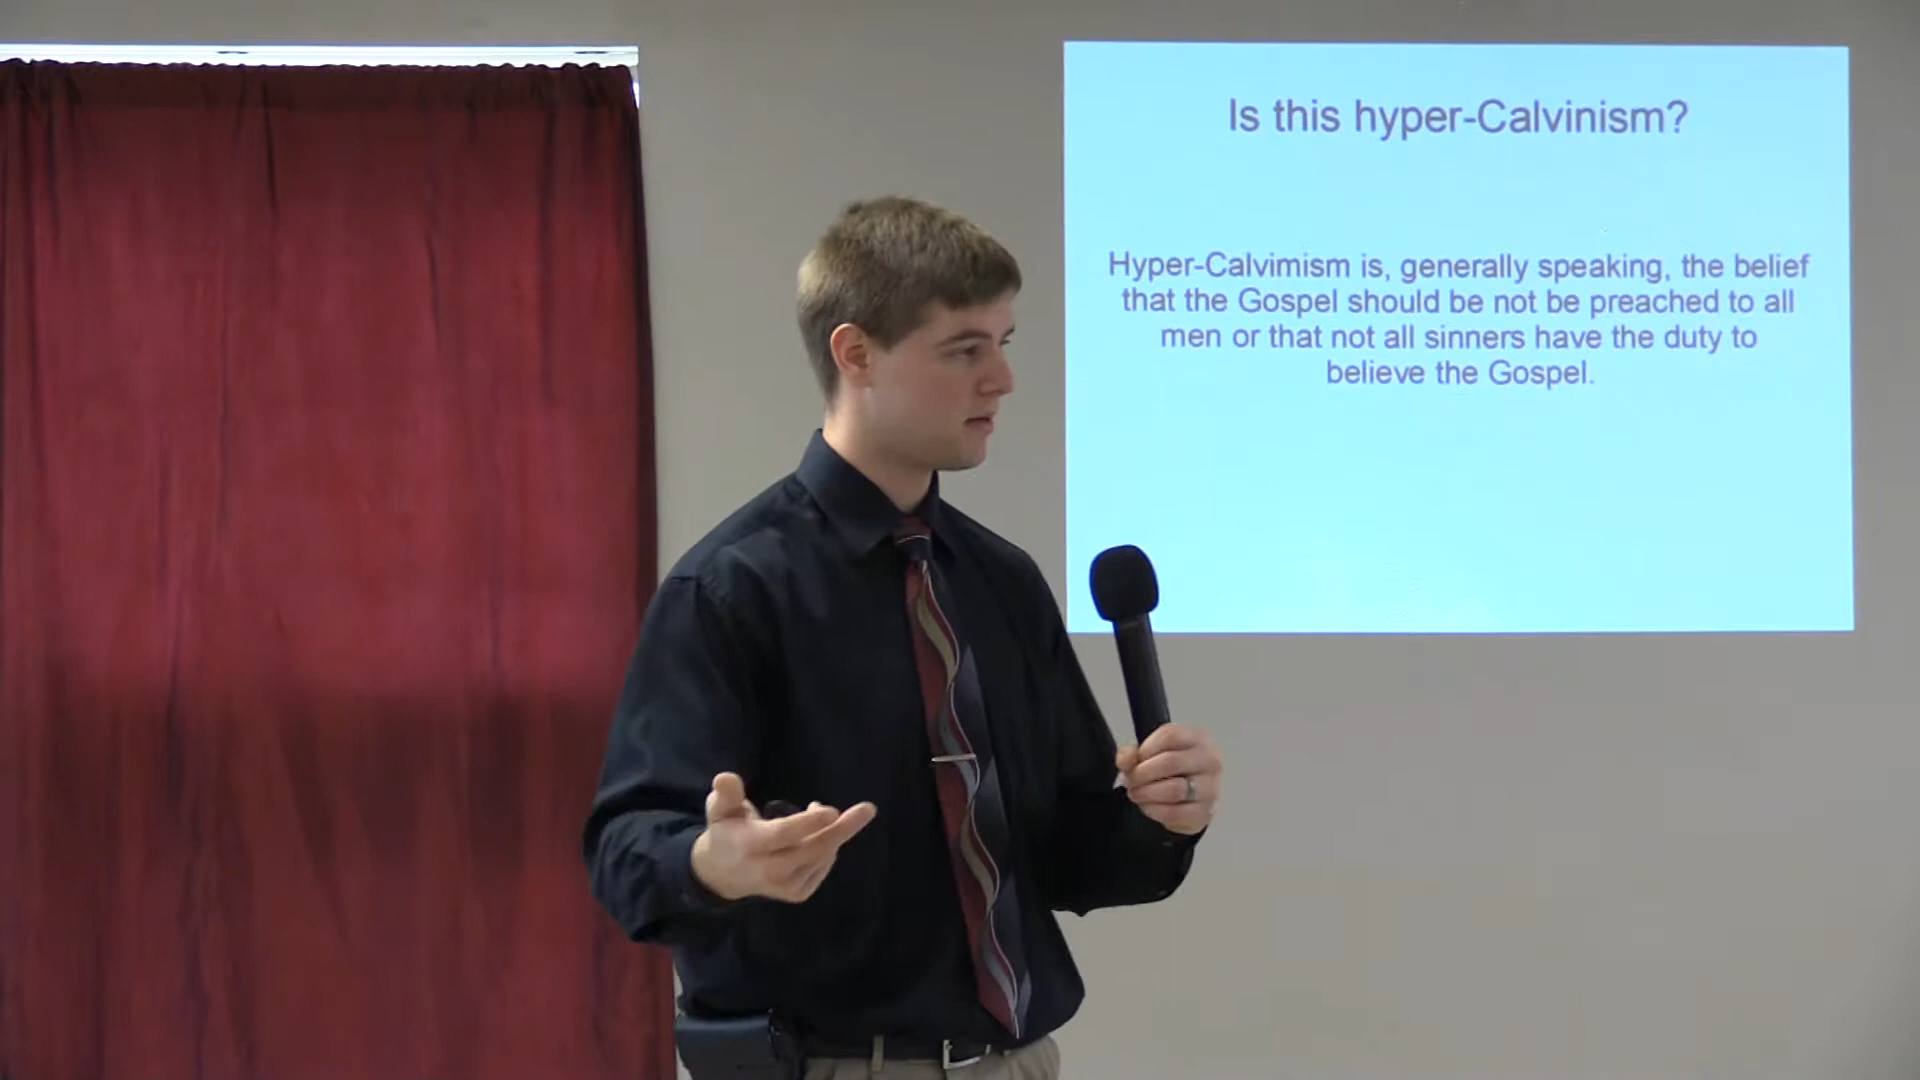 Is this hyper-Calvinism?
Hyper-Calvimism is, generally speaking, the belief
that the Gospel should be not be preached to all
men or that not all sinners have the duty to
believe the Gospel.